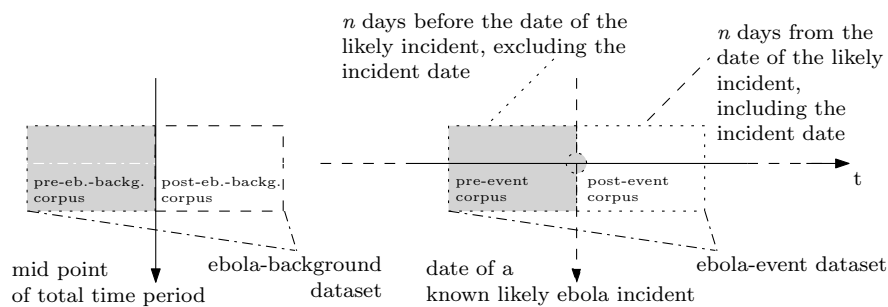 n days before the date of the
likely incident, excluding the
incident date
n days from the
date of the likely
incident,
including the
incident date
pre-eb.-backg.
corpus
post-eb.-backg.
corpus
pre-event
corpus
post-event
corpus
t
mid point
of total time period
ebola-background
dataset
date of a
known likely ebola incident
ebola-event dataset